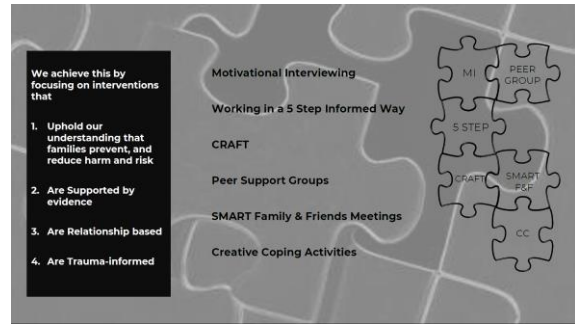 We achieve this by
focusing on interventions
that
1. Uphold our
understanding that
families prevent, and
reduce harm and risk
2. Are Supported by
evidence
3. Are Relationship based
4. Are Trauma-informed
Motivational Interviewing
Working in a 5 Step Informed Way
CRAFT
Peer Support Groups
SMART Family & Friends Meetings
Creative Coping Activities
MI
PEER
GROUP
5 STEP
CRAFT
SMART
F&F
CC